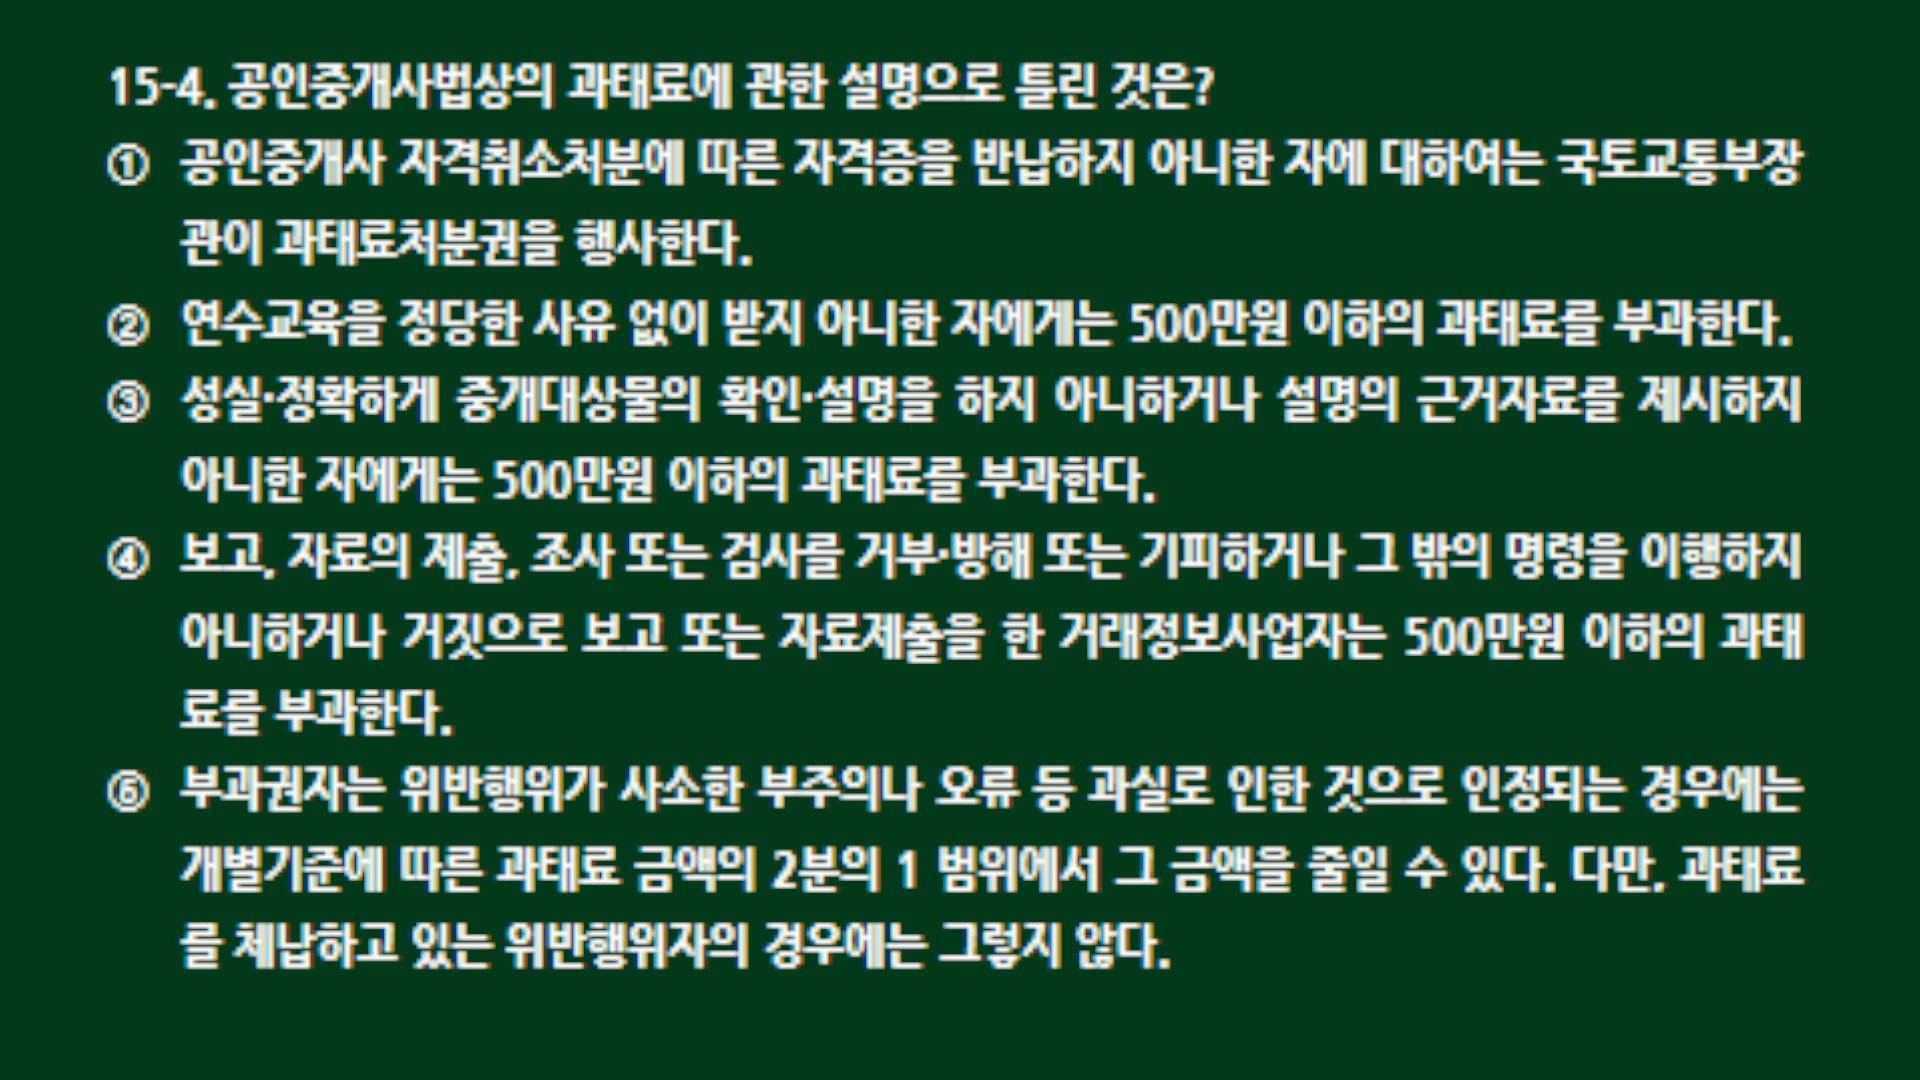 15-4. 공인중개사법상의 과태료에 관한 설명으로 틀린 것은?
① 공인중개사 자격취소처분에 따른 자격증을 반납하지 아니한 자에 대하여는 국토교통부장
관이 과태료처분권을 행사한다.
② 연수교육을 정당한 사유 없이 받지 아니한 자에게는 500만원 이하의 과태료를 부과한다.
③ 성실·정확하게 중개대상물의 확인·설명을 하지 아니하거나 설명의 근거자료를 제시하지
아니한 자에게는 500만원 이하의 과태료를 부과한다.
④ 보고, 자료의 제출, 조사 또는 검사를 거부·방해 또는 기피하거나 그 밖의 명령을 이행하지
아니하거나 거짓으로 보고 또는 자료제출을 한 거래정보사업자는 500만원 이하의 과태
료를 부과한다.
⑥ 부과권자는 위반행위가 사소한 부주의나 오류 등 과실로 인한 것으로 인정되는 경우에는
개별기준에 따른 과태료 금액의 2분의 1 범위에서 그 금액을 줄일 수 있다. 다만, 과태료
를 체납하고 있는 위반행위자의 경우에는 그렇지 않다.